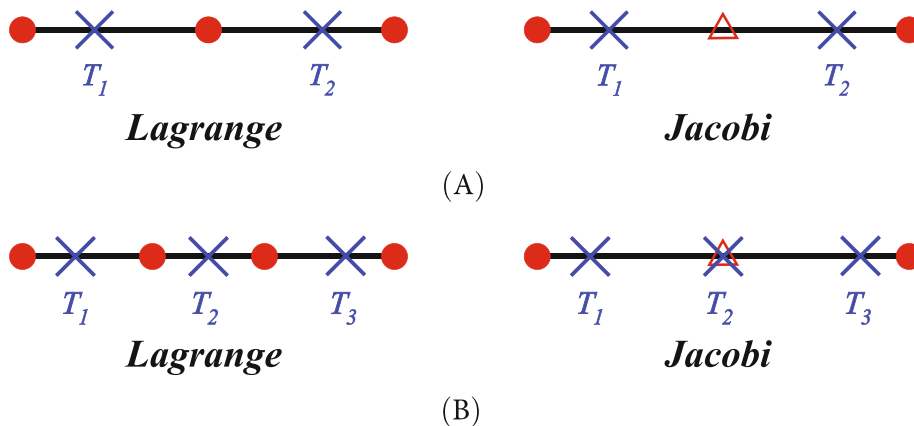 T1 T2 T1 T2
Lagrange Jacobi
(A)
T1 T2 T3 T1 T2 T3
Lagrange Jacobi
(B)